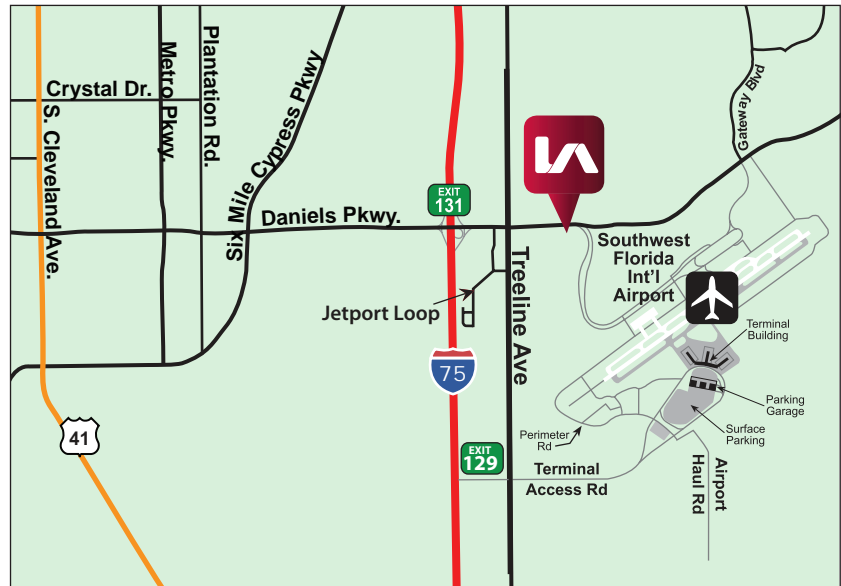 Crystal Dr.
S. Cleveland Ave.
Metro Pkwy.
Plantation Rd.
Six Mile Cypress Pkwy
Daniels Pkwy.
EXIT
131
LA
Gateway Blvd
Southwest
Florida
Int'l
Airport
Jetport Loop
Treeline Ave
Terminal
Building
75
Parking
Garage
Surface
Parking
41
Perimeter
Rd
EXIT
129
Terminal
Access Rd
Airport
Haul Rd